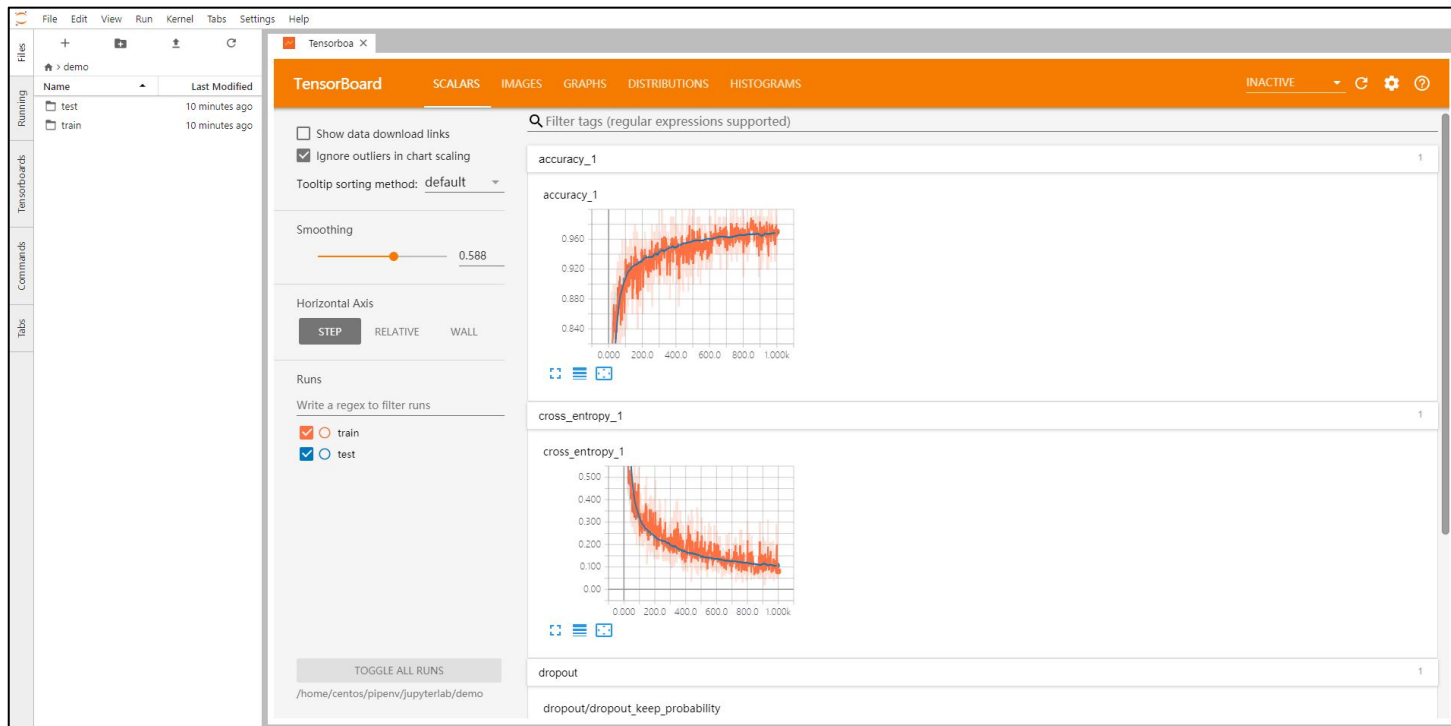 File Edit View Run Kernel Tabs Settings Help
Files
Running
Tensorboards
Commands
Tabs
> demo
Name Last Modified
test 10 minutes ago
train 10 minutes ago
Tensorboa
TensorBoard SCALARS IMAGES GRAPHS DISTRIBUTIONS HISTOGRAMS INACTIVE
Show data download links
Ignore outliers in chart scaling
Tooltip sorting method: default
Smoothing
0.588
Horizontal Axis
STEP RELATIVE WALL
Runs
Write a regex to filter runs
train
test
TOGGLE ALL RUNS
/home/centos/pipenv/jupyterlab/demo
Filter tags (regular expressions supported)
accuracy_1 1
accuracy_1
0.960
0.920
0.880
0.840
0.000 200.0 400.0 600.0 800.0 1.000k
cross_entropy_1 1
cross_entropy_1
0.500
0.400
0.300
0.200
0.100
0.00
0.000 200.0 400.0 600.0 800.0 1.000k
dropout 1
dropout/dropout_keep_probability